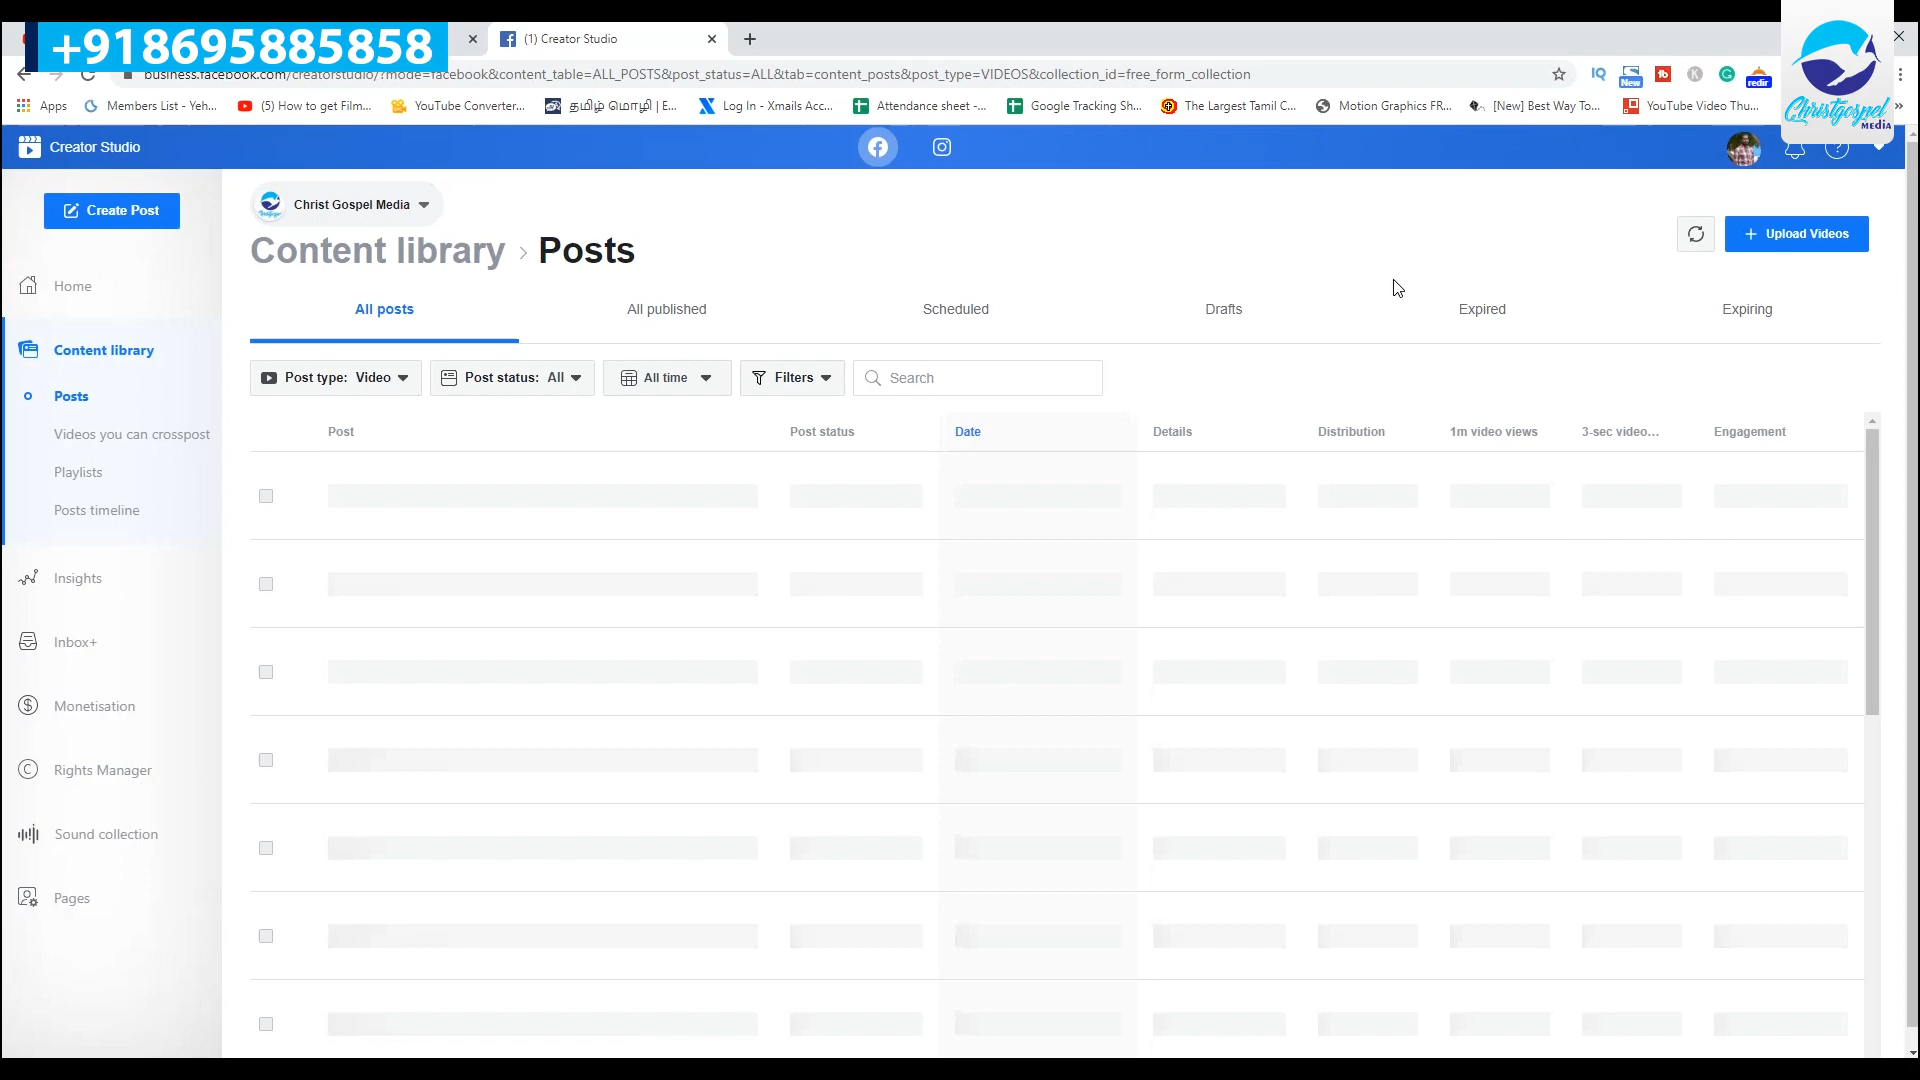 +918695885858
(1) Creator Studio
business.facebook.com/creatorstudio/?mode=facebook&content_table=ALL_POSTS&post_status=ALL&tab=content_posts&post_type=VIDEOS&collection_id=free_form_collection
IQ
New
tb
K
G
redir
Christgospel
MEDIA
Apps
Members List - Yeh...
(5) How to get Film...
YouTube Converter...
தமிழ் மொழி | E...
Log In - Xmails Acc...
Attendance sheet -...
Google Tracking Sh...
The Largest Tamil C...
Motion Graphics FR...
[New] Best Way To...
YouTube Video Thu...
Creator Studio
Create Post
Christ Gospel Media
Content library > Posts
Upload Videos
Home
All posts
All published
Scheduled
Drafts
Expired
Expiring
Content library
Post type: Video
Post status: All
All time
Filters
Search
Posts
Videos you can crosspost
Playlists
Posts timeline
Post
Post status
Date
Details
Distribution
1m video views
3-sec video...
Engagement
Insights
Inbox+
Monetisation
Rights Manager
Sound collection
Pages